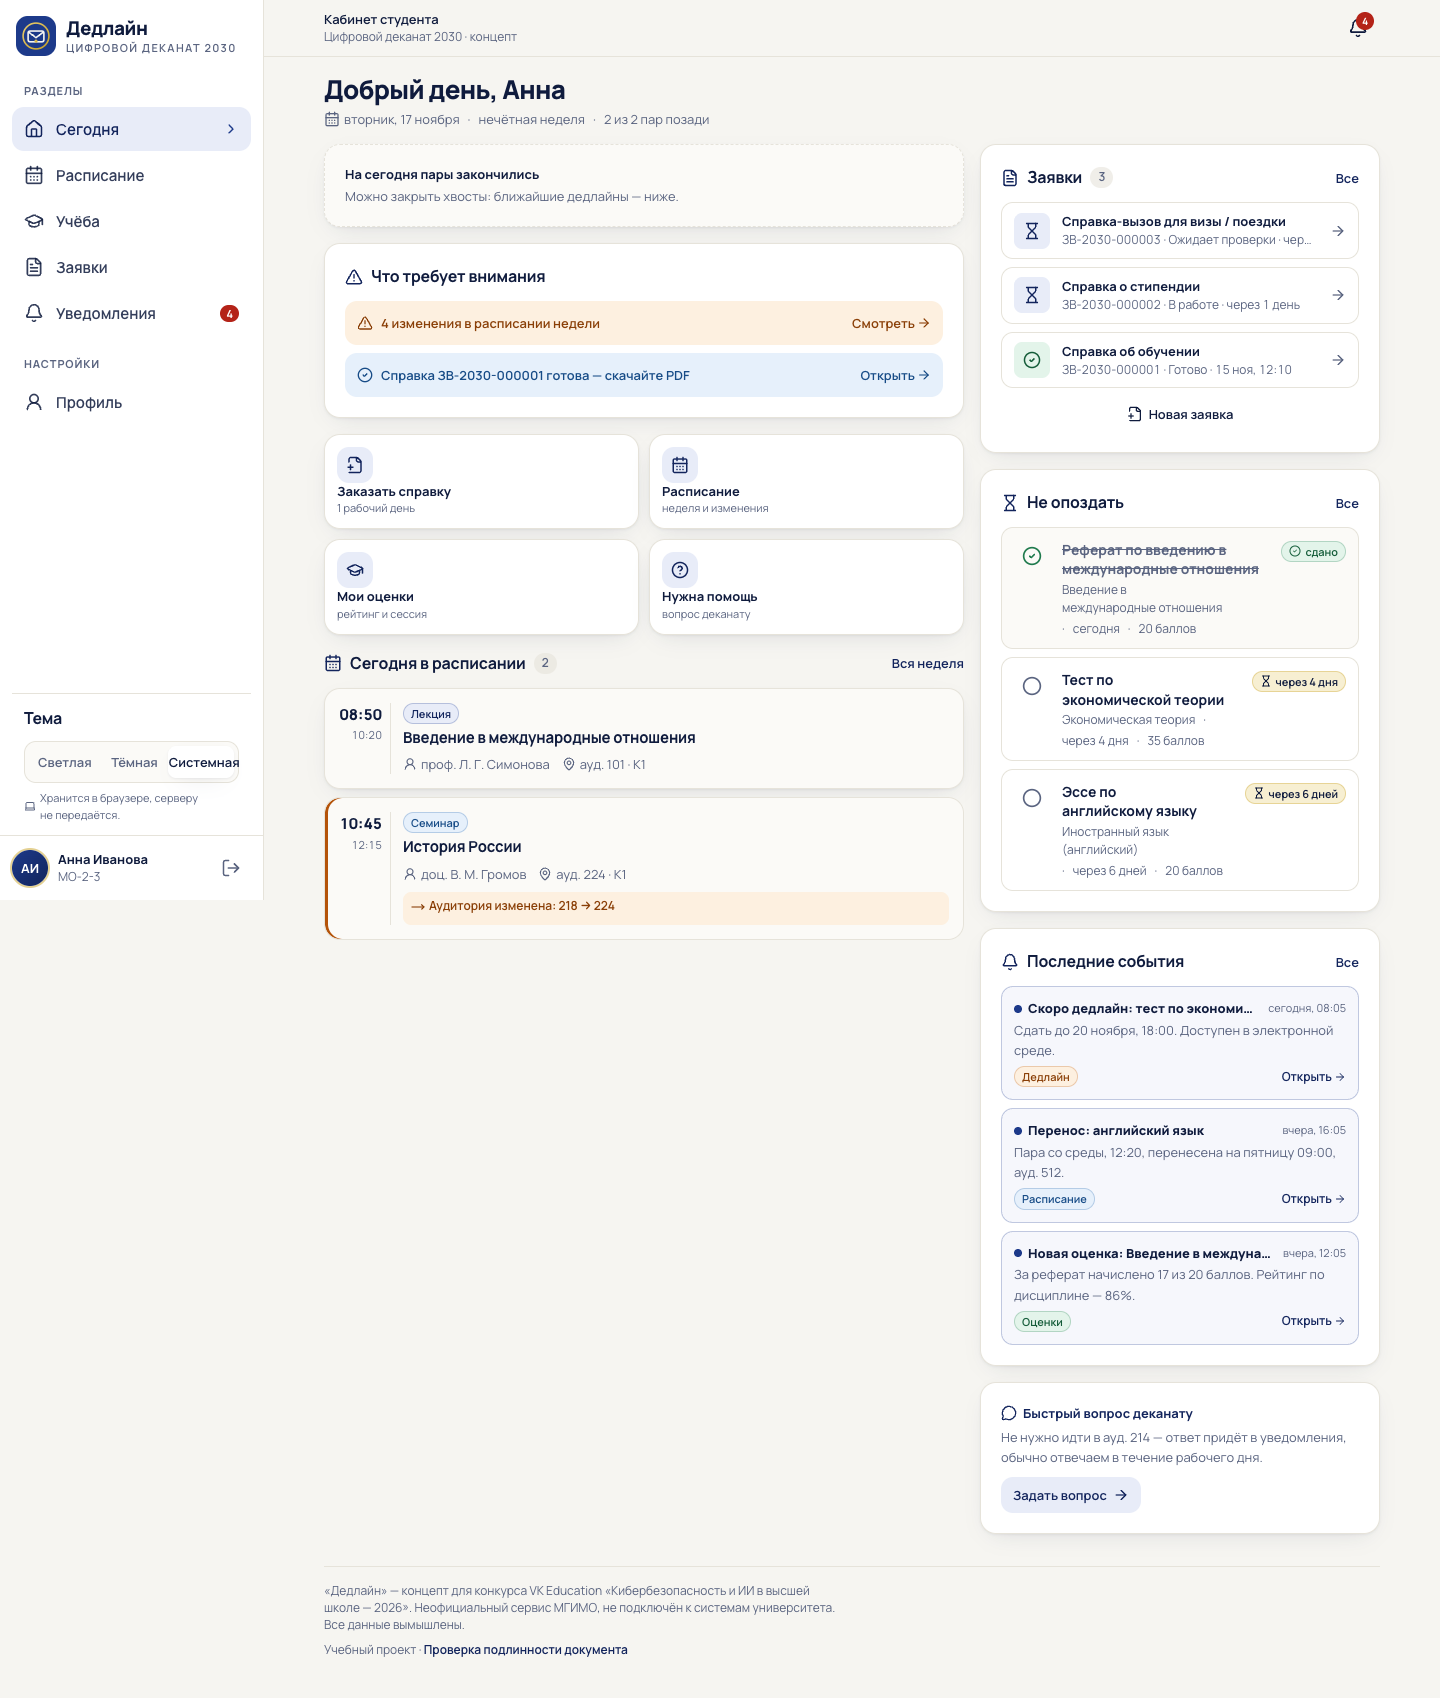 Дедлайн
ЦИФРОВОЙ ДЕКАНАТ 2030
РАЗДЕЛЫ
Сегодня
Расписание
Учёба
Заявки
Уведомления
4
НАСТРОЙКИ
Профиль
Тема
Светлая
Тёмная
Системная
Хранится в браузере, серверу
не передаётся.
АИ
Анна Иванова
МО-2-3
Кабинет студента
Цифровой деканат 2030 · концепт
4
Добрый день, Анна
вторник, 17 ноября · нечётная неделя · 2 из 2 пар позади
На сегодня пары закончились
Можно закрыть хвосты: ближайшие дедлайны — ниже.
Что требует внимания
4 изменения в расписании недели
Смотреть →
Справка ЗВ-2030-000001 готова — скачайте PDF
Открыть →
Заказать справку
1 рабочий день
Расписание
неделя и изменения
Мои оценки
рейтинг и сессия
Нужна помощь
вопрос деканату
Сегодня в расписании
2
Вся неделя
08:50
10:20
Лекция
Введение в международные отношения
проф. Л. Г. Симонова
ауд. 101 · К1
10:45
12:15
Семинар
История России
доц. В. М. Громов
ауд. 224 · К1
Аудитория изменена: 218 → 224
Заявки
3
Все
Справка-вызов для визы / поездки
ЗВ-2030-000003 · Ожидает проверки · чер…
Справка о стипендии
ЗВ-2030-000002 · В работе · через 1 день
Справка об обучении
ЗВ-2030-000001 · Готово · 15 ноя, 12:10
Новая заявка
Не опоздать
Все
Реферат по введению в
международные отношения
сдано
Введение в
международные отношения
· сегодня · 20 баллов
Тест по
экономической теории
через 4 дня
Экономическая теория ·
через 4 дня · 35 баллов
Эссе по
английскому языку
через 6 дней
Иностранный язык
(английский)
· через 6 дней · 20 баллов
Последние события
Все
Скоро дедлайн: тест по экономи…
сегодня, 08:05
Сдать до 20 ноября, 18:00. Доступен в электронной
среде.
Дедлайн
Открыть →
Перенос: английский язык
вчера, 16:05
Пара со среды, 12:20, перенесена на пятницу 09:00,
ауд. 512.
Расписание
Открыть →
Новая оценка: Введение в междуна…
вчера, 12:05
За реферат начислено 17 из 20 баллов. Рейтинг по
дисциплине — 86%.
Оценки
Открыть →
Быстрый вопрос деканату
Не нужно идти в ауд. 214 — ответ придёт в уведомления,
обычно отвечаем в течение рабочего дня.
Задать вопрос
«Дедлайн» — концепт для конкурса VK Education «Кибербезопасность и ИИ в высшей
школе — 2026». Неофициальный сервис МГИМО, не подключён к системам университета.
Все данные вымышлены.
Учебный проект · Проверка подлинности документа